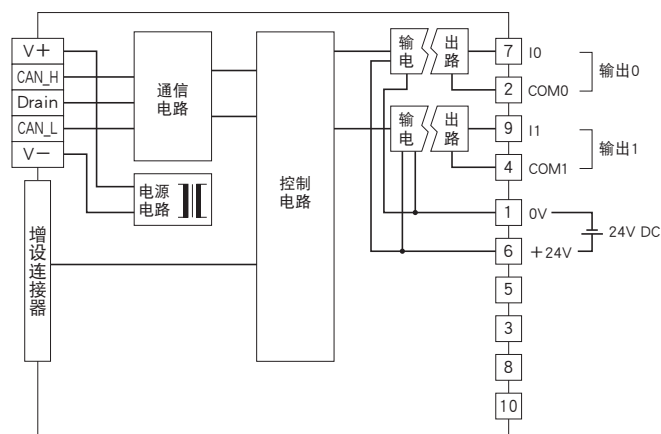 V+
CAN_H
Drain
CAN_L
V−
增设连接器
通信
电路
电源
电路
控制
电路
输 出
电 路
7 I0
2 COM0
输出0
输 出
电 路
9 I1
4 COM1
输出1
1 0V
6 +24V
24V DC
5
3
8
10